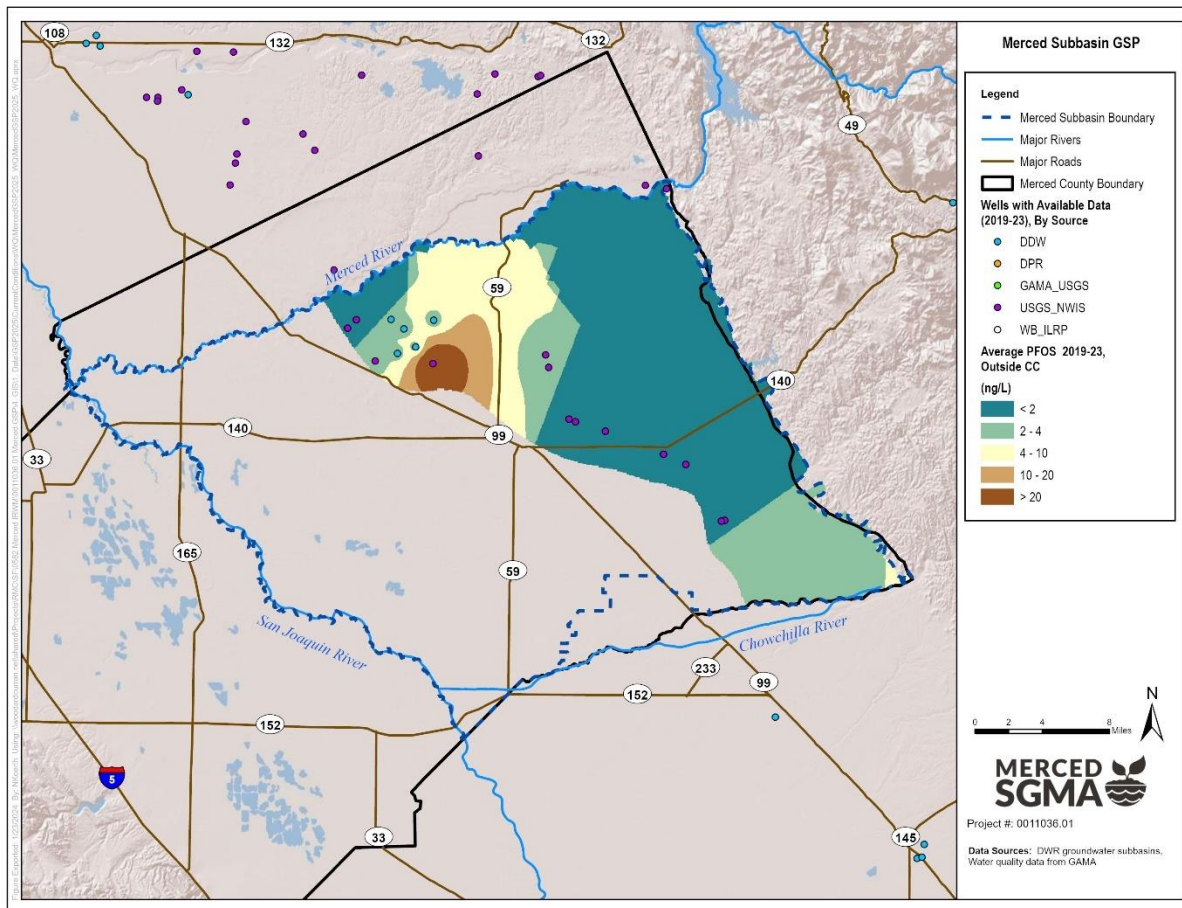 Merced Subbasin GSP
Legend
Merced Subbasin Boundary
Major Rivers
Major Roads
Merced County Boundary
Wells with Available Data
(2019-23), By Source
DDW
DPR
GAMA_USGS
USGS_NWIS
WB_ILRP
Average PFOS 2019-23,
Outside CC
(ng/L)
< 2
2 - 4
4 - 10
10 - 20
> 20
N
0 2 4 8
Miles
MERCED
SGMA
Project #: 0011036.01
Data Sources: DWR groundwater subbasins,
Water quality data from GAMA
108
132
132
49
Merced River
59
140
99
140
33
165
59
San Joaquin River
Chowchilla River
233
99
152
152
5
33
145